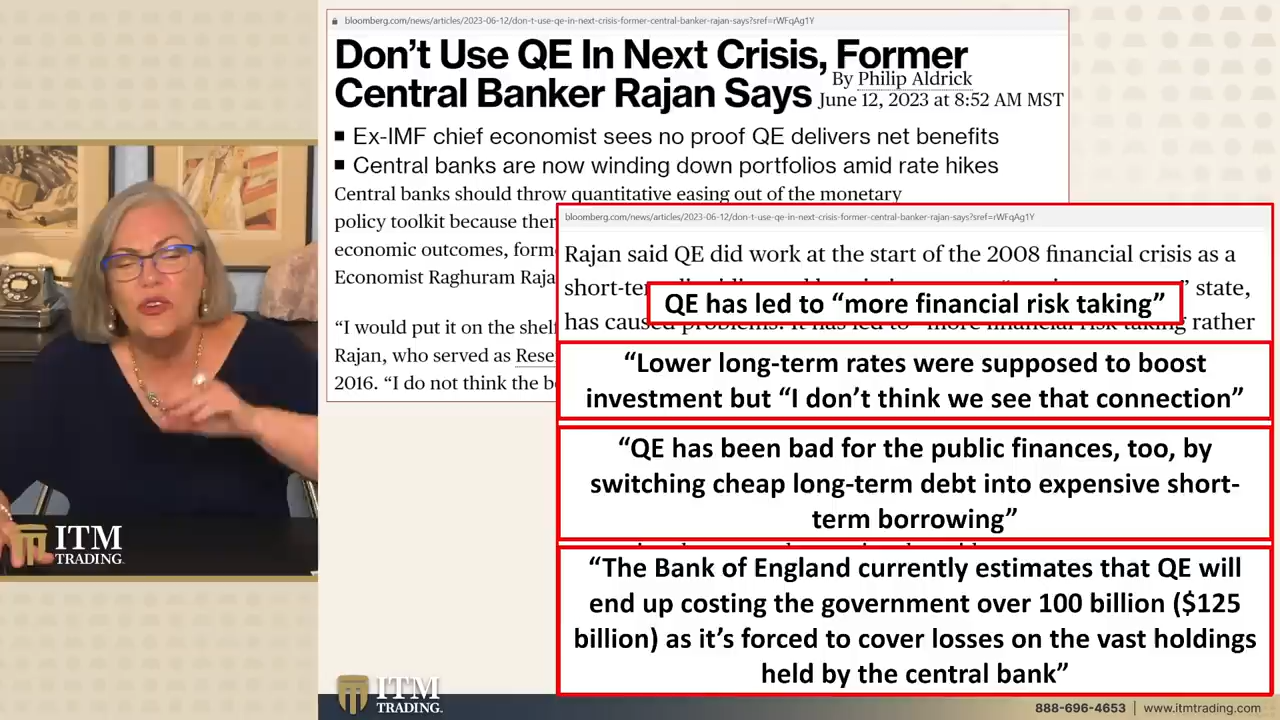 bloomberg.com/news/articles/2023-06-12/don-t-use-qe-in-next-crisis-former-central-banker-rajan-says?sref=rWFqAg1Y
Don't Use QE In Next Crisis, Former
Central Banker Rajan Says
By Philip Aldrick
June 12, 2023 at 8:52 AM MST
■ Ex-IMF chief economist sees no proof QE delivers net benefits
■ Central banks are now winding down portfolios amid rate hikes
Central banks should throw quantitative easing out of the monetary
policy toolkit because ther
economic outcomes, form
Economist Raghuram Raja
“I would put it on the shelf
Rajan, who served as Rese
2016. “I do not think the b
bloomberg.com/news/articles/2023-06-12/don-t-use-qe-in-next-crisis-former-central-banker-rajan-says?sref=rWFqAg1Y
Rajan said QE did work at the start of the 2008 financial crisis as a
short-te ” state,
QE has led to “more financial risk taking”
has caused problems. It has led to “more financial risk taking rather
“Lower long-term rates were supposed to boost
investment but “I don’t think we see that connection”
“QE has been bad for the public finances, too, by
switching cheap long-term debt into expensive short-
term borrowing”
“The Bank of England currently estimates that QE will
end up costing the government over 100 billion ($125
billion) as it’s forced to cover losses on the vast holdings
held by the central bank”
ITM
TRADING.
ITM
TRADING.
888-696-4653 | www.itmtrading.com